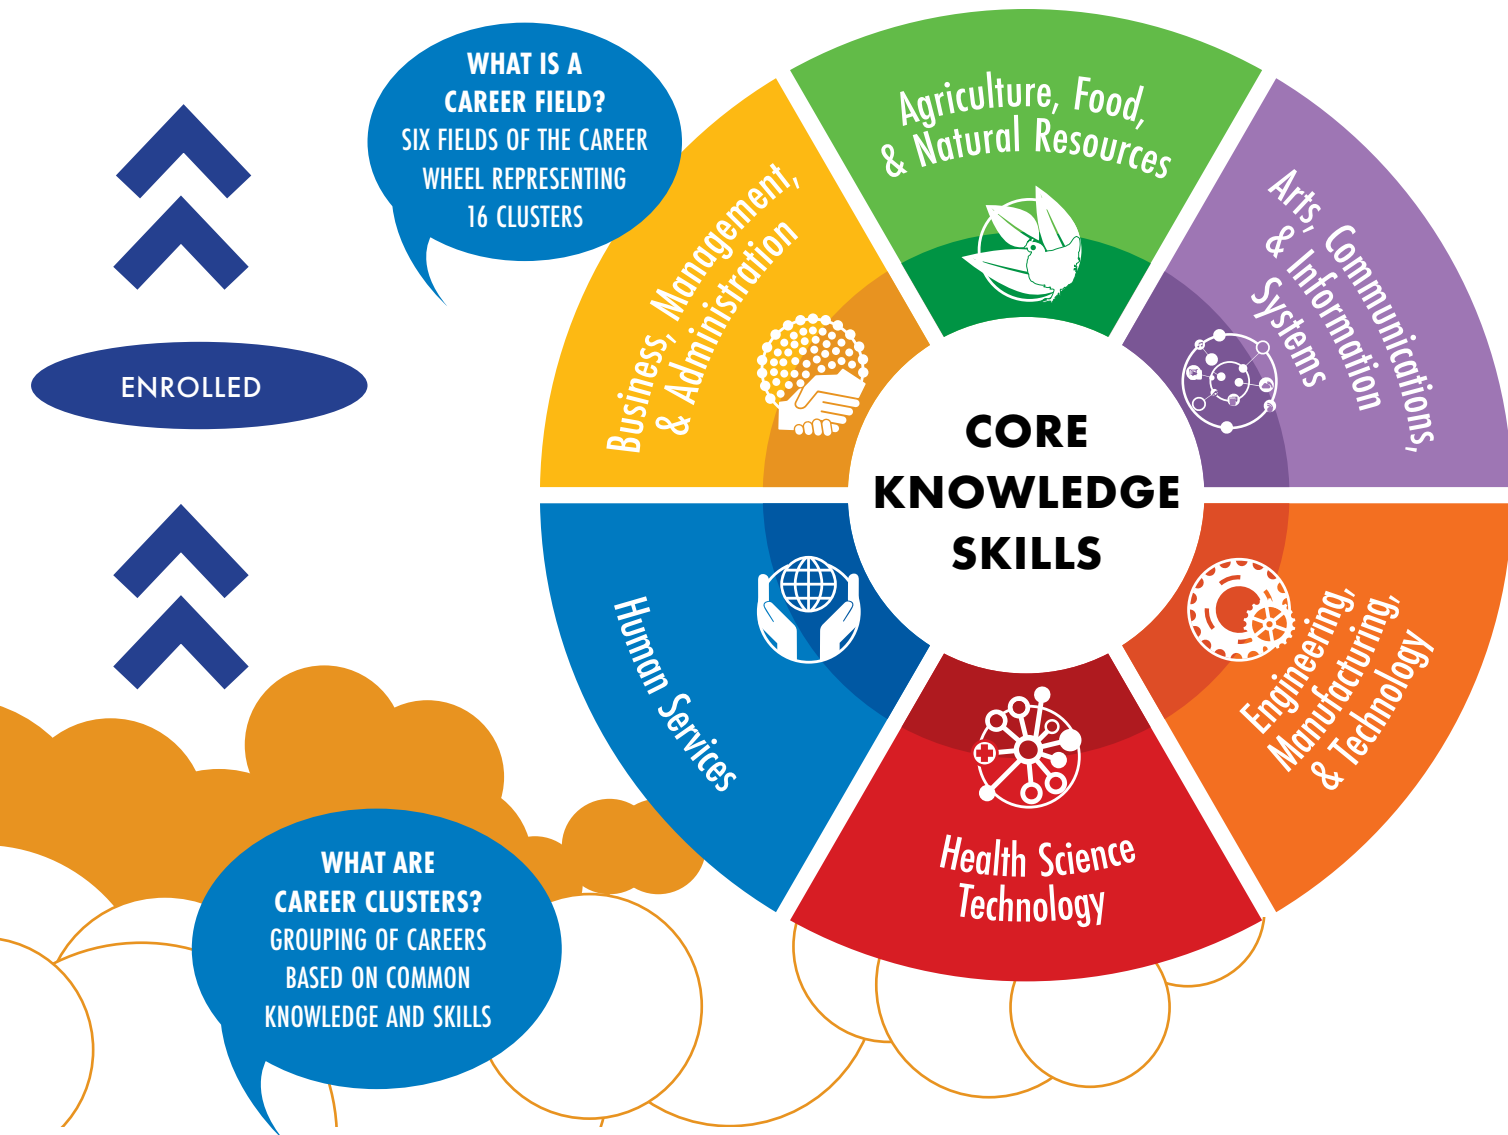 WHAT IS A
CAREER FIELD?
SIX FIELDS OF THE CAREER
WHEEL REPRESENTING
16 CLUSTERS
ENROLLED
WHAT ARE
CAREER CLUSTERS?
GROUPING OF CAREERS
BASED ON COMMON
KNOWLEDGE AND SKILLS
Agriculture, Food,
& Natural Resources
Arts, Communications,
& Information
Systems
Engineering,
Manufacturing,
& Technology
Health Science
Technology
Human Services
Business, Management,
& Administration
CORE
KNOWLEDGE
SKILLS